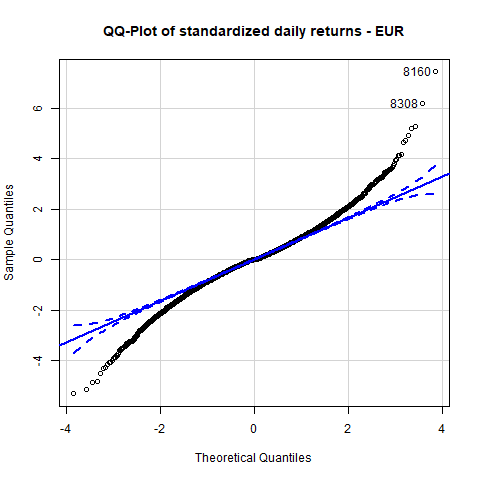 QQ-Plot of standardized daily returns - EUR
8160
8308
6
4
2
0
-2
-4
Sample Quantiles
-4 -2 0 2 4
Theoretical Quantiles